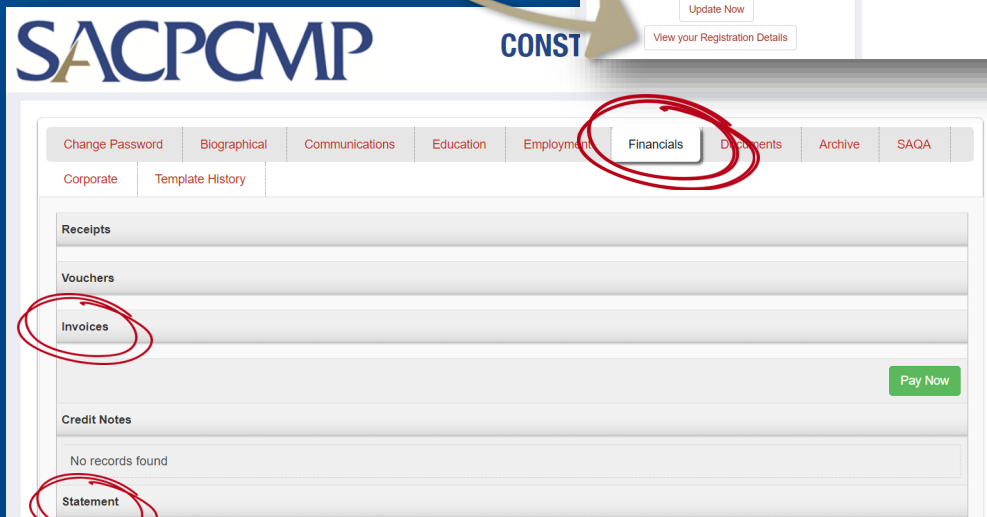 Update Now
View your Registration Details
SACPCMP
CONST
Change Password Biographical Communications Education Employment Financials Documents Archive SAQA
Corporate Template History
Receipts
Vouchers
Invoices
Pay Now
Credit Notes
No records found
Statement